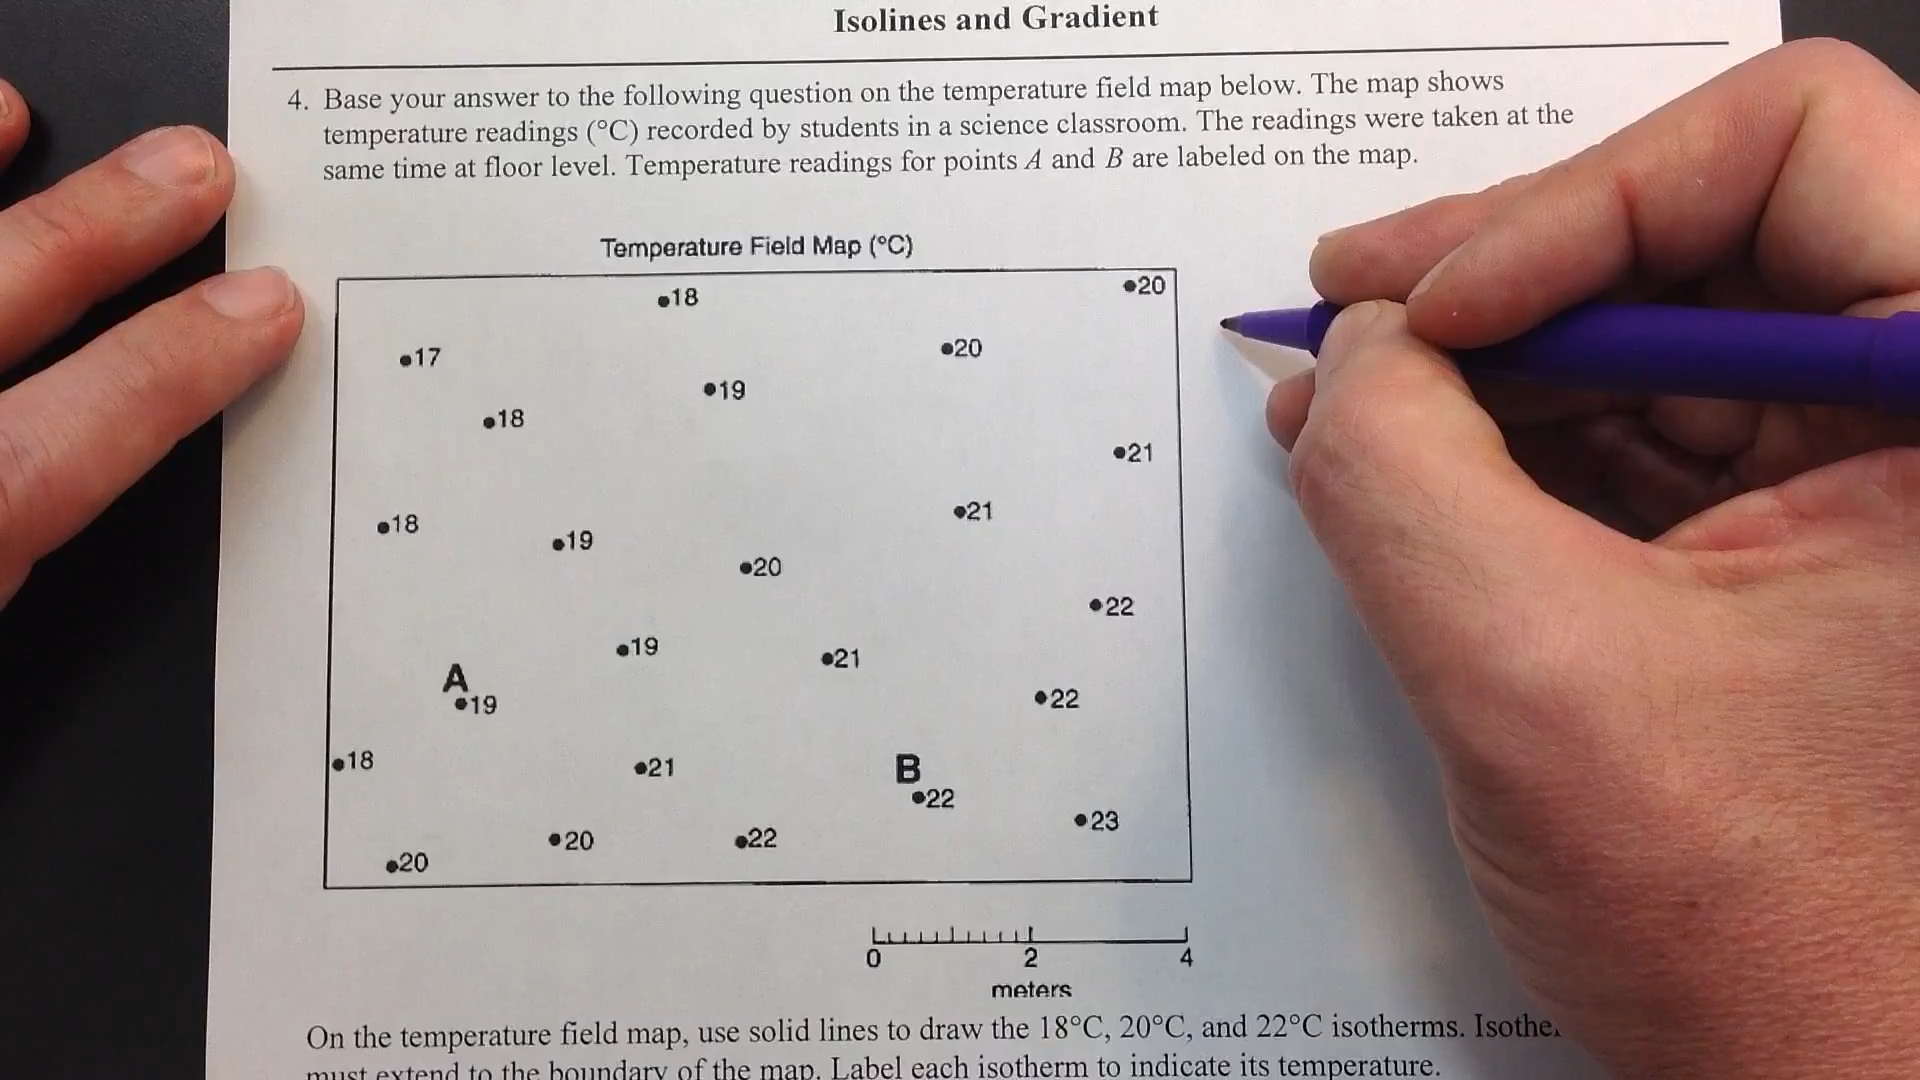 Isolines and Gradient
4. Base your answer to the following question on the temperature field map below. The map shows
temperature readings (°C) recorded by students in a science classroom. The readings were taken at the
same time at floor level. Temperature readings for points A and B are labeled on the map.
Temperature Field Map (°C)
18
20
17
20
19
18
21
18
21
19
20
22
19
21
A
19
22
18
21
B
22
23
20
22
20
0 2 4
meters
On the temperature field map, use solid lines to draw the 18°C, 20°C, and 22°C isotherms.
must extend to the boundary of the map. Label each isotherm to indicate its temperature.